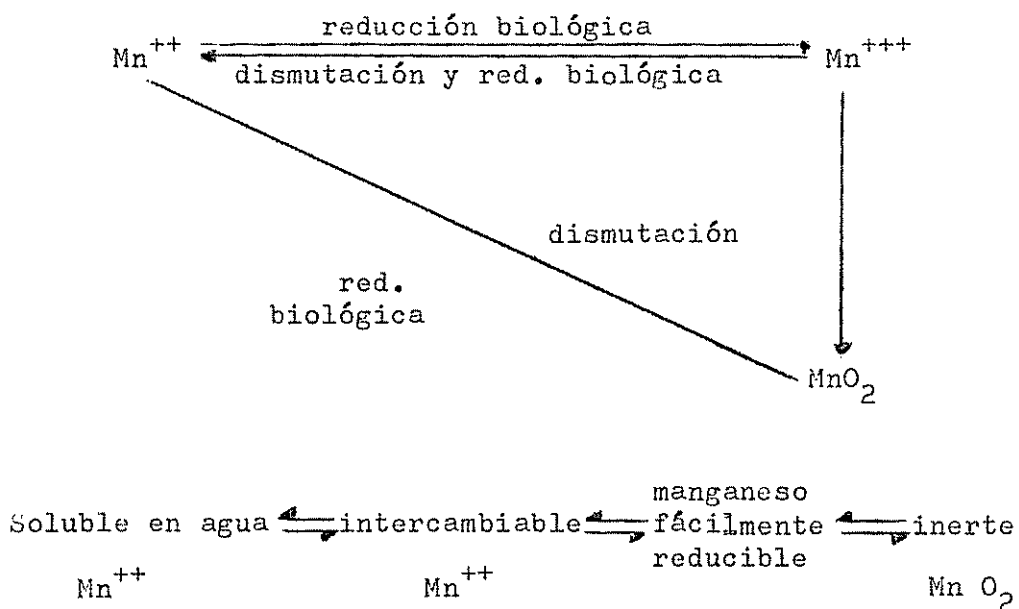 reducción biológica
Mn++ Mn+++
dismutación y red. biológica
dismutación
red.
biológica
MnO2
manganeso
Soluble en agua intercambiable fácilmente inerte
reducible
Mn++ Mn++ Mn O2